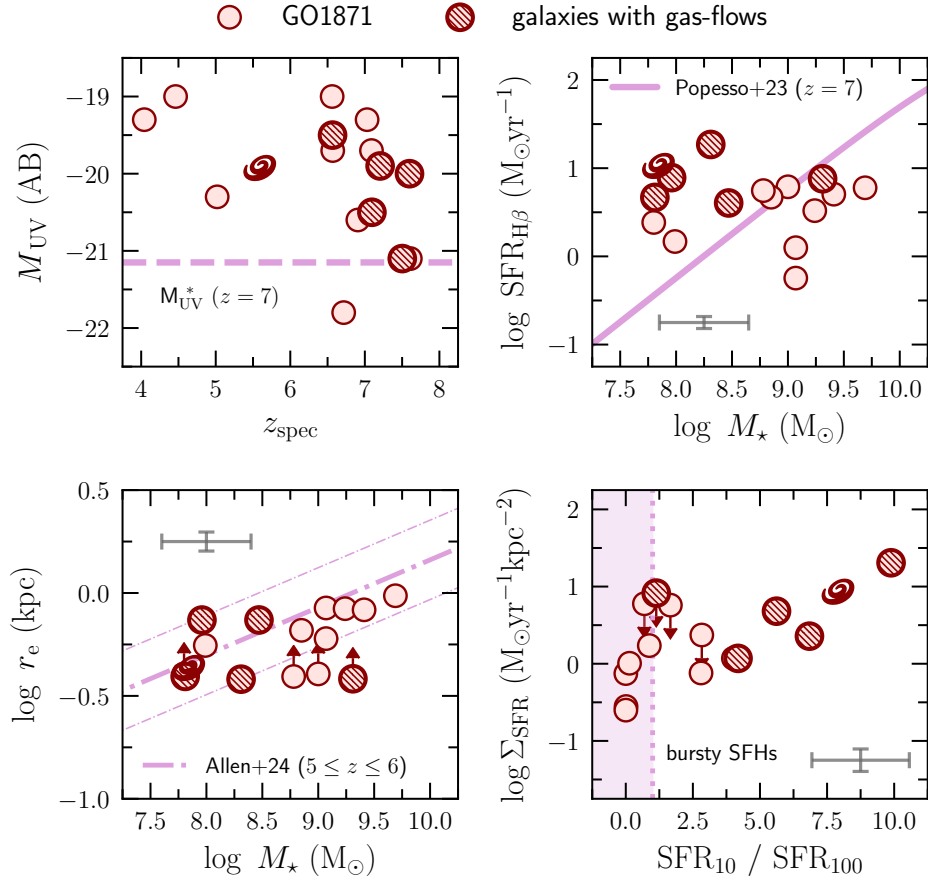 GO1871 galaxies with gas-flows
−19
−20
−21
−22
M_UV (AB)
M_UV* (z = 7)
4 5 6 7 8
z_spec
2
1
0
−1
log SFR_Hβ (M⊙yr⁻¹)
Popesso+23 (z = 7)
7.5 8.0 8.5 9.0 9.5 10.0
log M⋆ (M⊙)
0.5
0.0
−0.5
−1.0
log r_e (kpc)
Allen+24 (5 ≤ z ≤ 6)
7.5 8.0 8.5 9.0 9.5 10.0
log M⋆ (M⊙)
2
1
0
−1
log Σ_SFR (M⊙yr⁻¹kpc⁻²)
bursty SFHs
0.0 2.5 5.0 7.5 10.0
SFR₁₀ / SFR₁₀₀